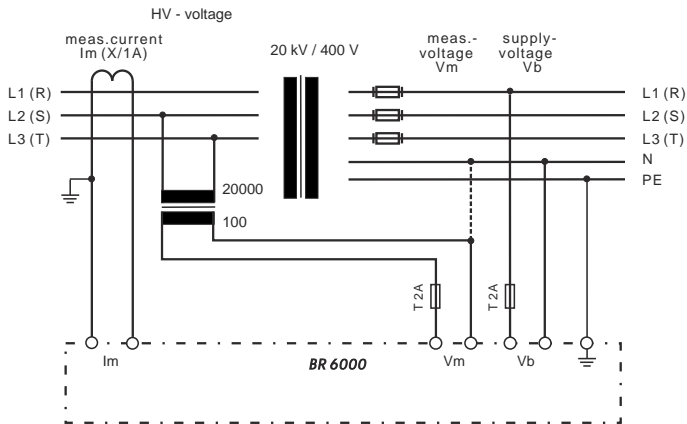 HV - voltage
meas.current
Im (X/1A)
20 kV / 400 V
meas.-
voltage
Vm
supply-
voltage
Vb
L1 (R)
L1 (R)
L2 (S)
L2 (S)
L3 (T)
L3 (T)
N
PE
20000
100
T 2A
T 2A
Im
BR 6000
Vm
Vb